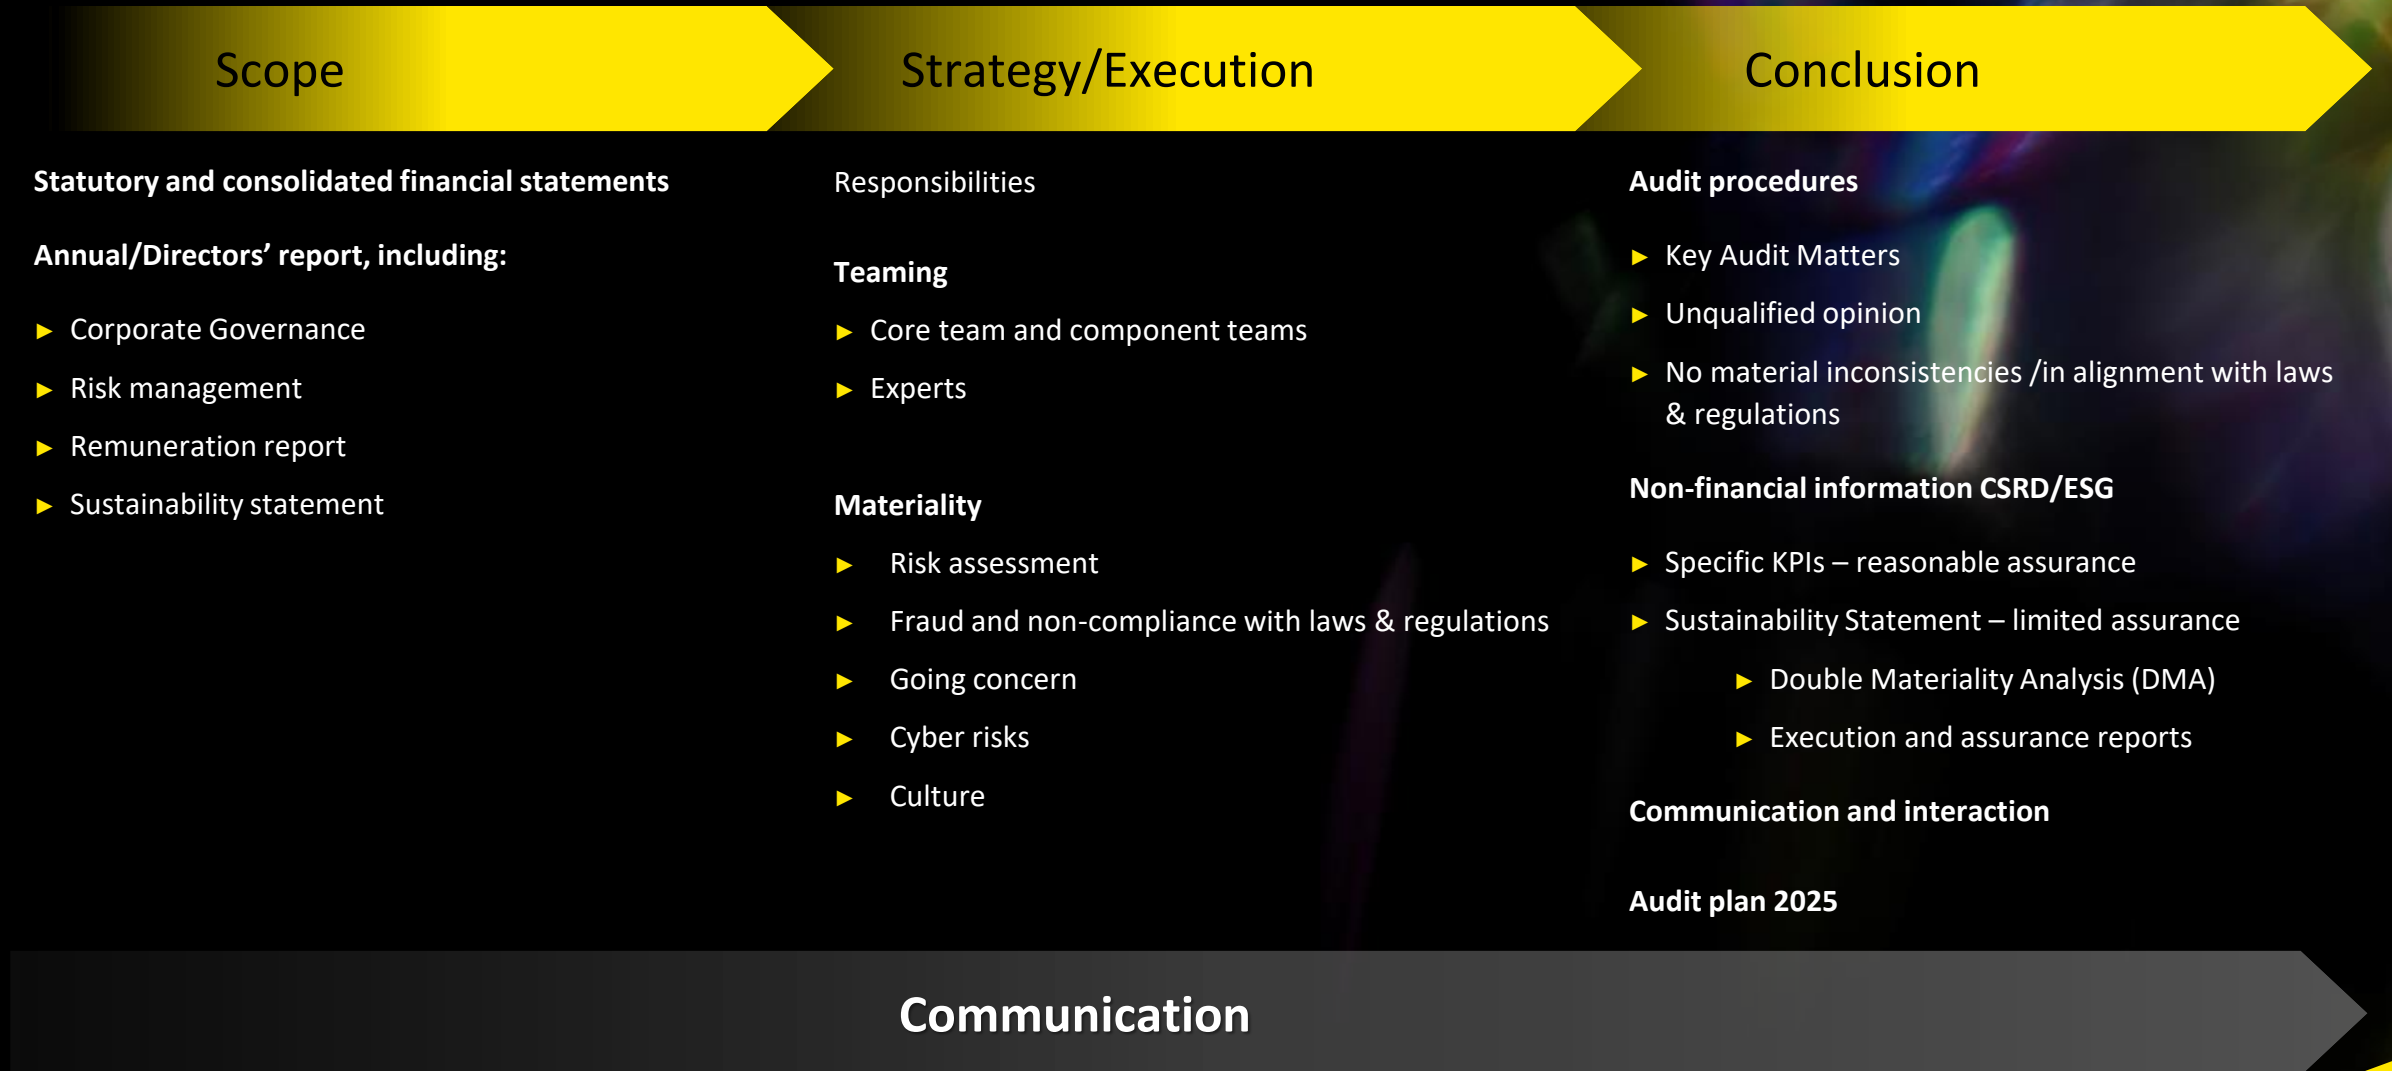 Scope
Strategy/Execution
Conclusion
Statutory and consolidated financial statements
Annual/Directors’ report, including:
► Corporate Governance
► Risk management
► Remuneration report
► Sustainability statement
Responsibilities
Teaming
► Core team and component teams
► Experts
Materiality
► Risk assessment
► Fraud and non-compliance with laws & regulations
► Going concern
► Cyber risks
► Culture
Audit procedures
► Key Audit Matters
► Unqualified opinion
► No material inconsistencies /in alignment with laws
& regulations
Non-financial information CSRD/ESG
► Specific KPIs – reasonable assurance
► Sustainability Statement – limited assurance
► Double Materiality Analysis (DMA)
► Execution and assurance reports
Communication and interaction
Audit plan 2025
Communication